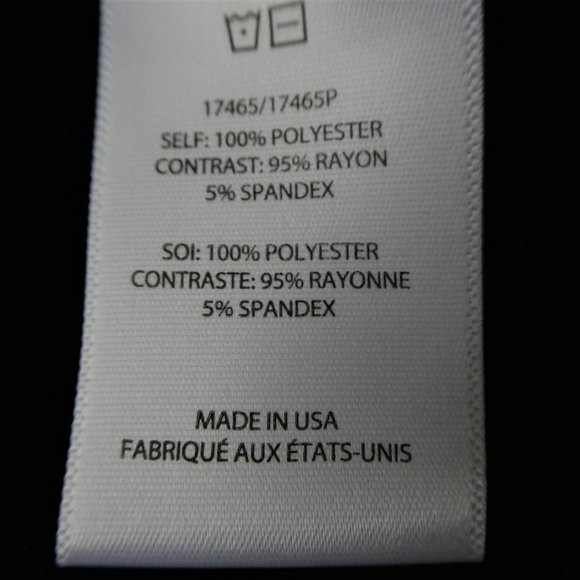 17465/17465P
SELF: 100% POLYESTER
CONTRAST: 95% RAYON
5% SPANDEX
SOI: 100% POLYESTER
CONTRASTE: 95% RAYONNE
5% SPANDEX
MADE IN USA
FABRIQUÉ AUX ÉTATS-UNIS